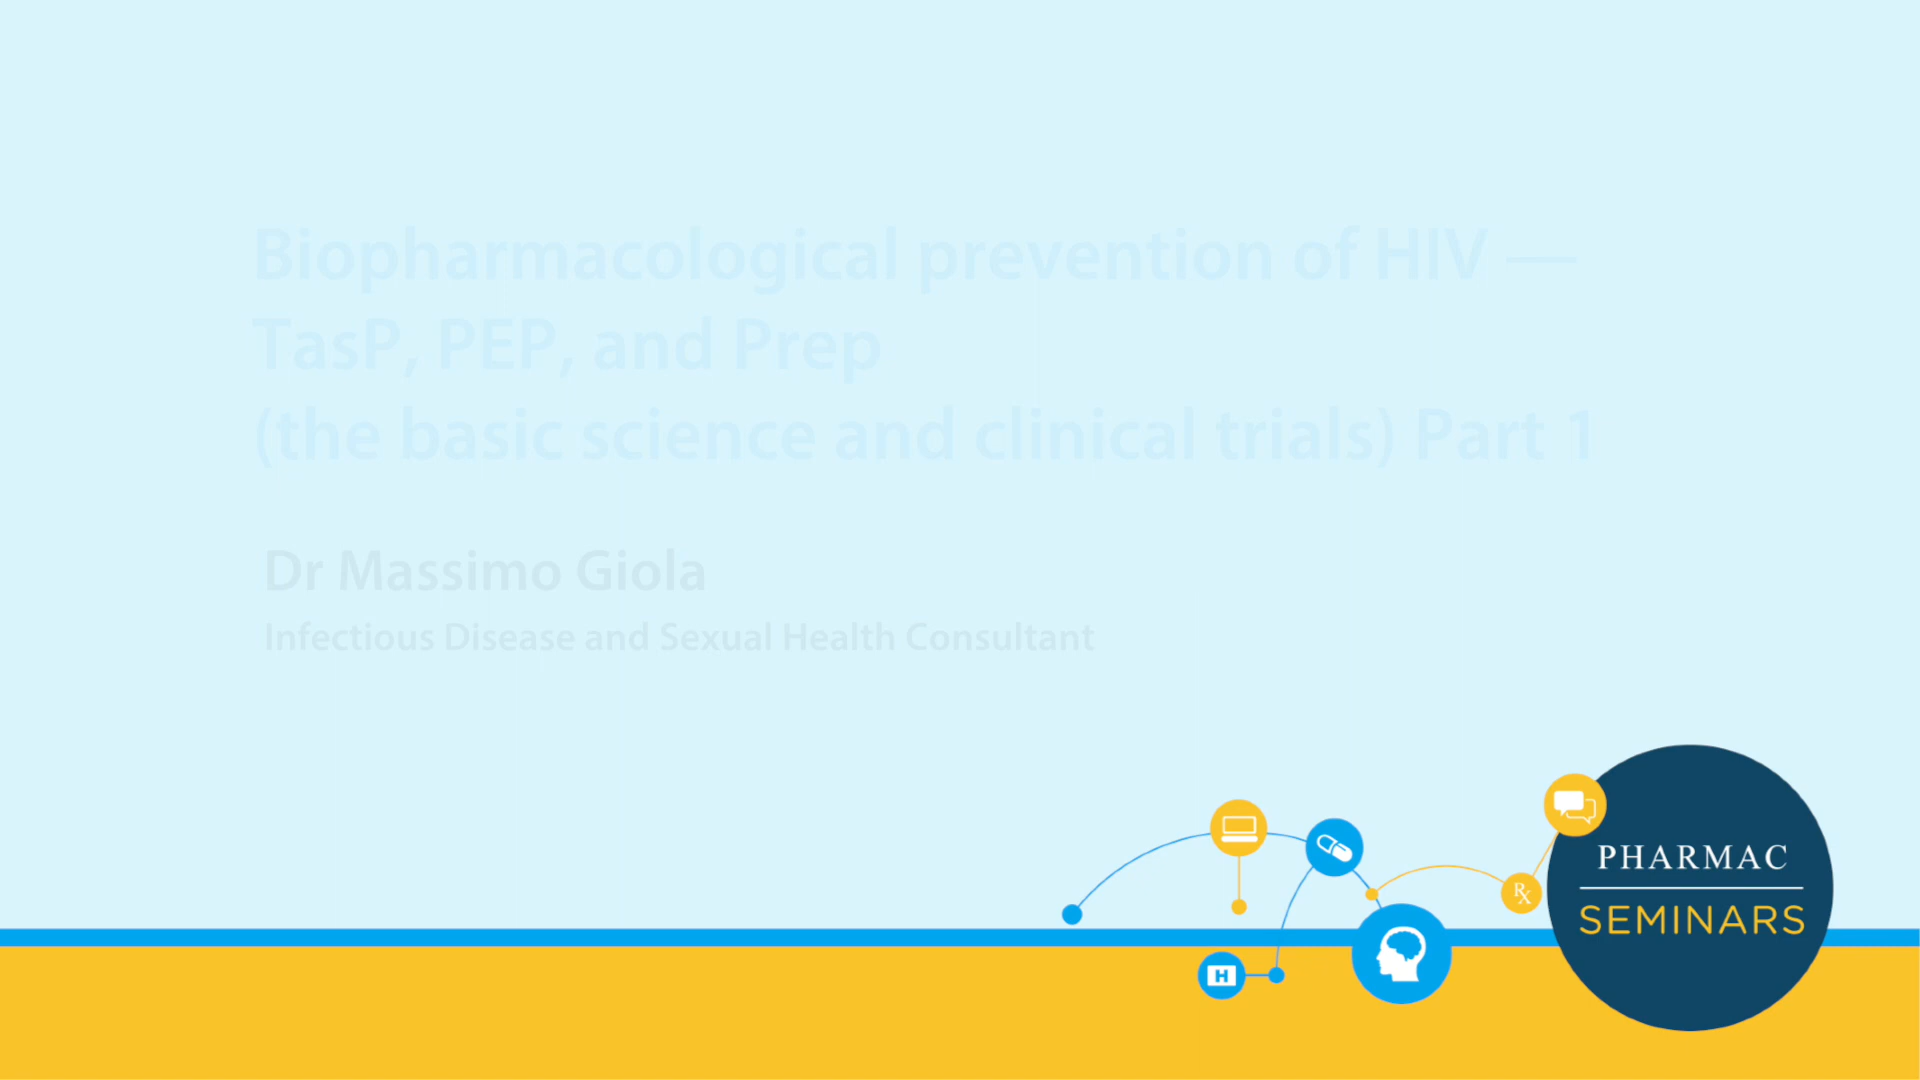 Biopharmacological prevention of HIV —
TasP, PEP, and Prep
(the basic science and clinical trials) Part 1
Dr Massimo Giola
Infectious Disease and Sexual Health Consultant
PHARMAC
SEMINARS
Rx
H